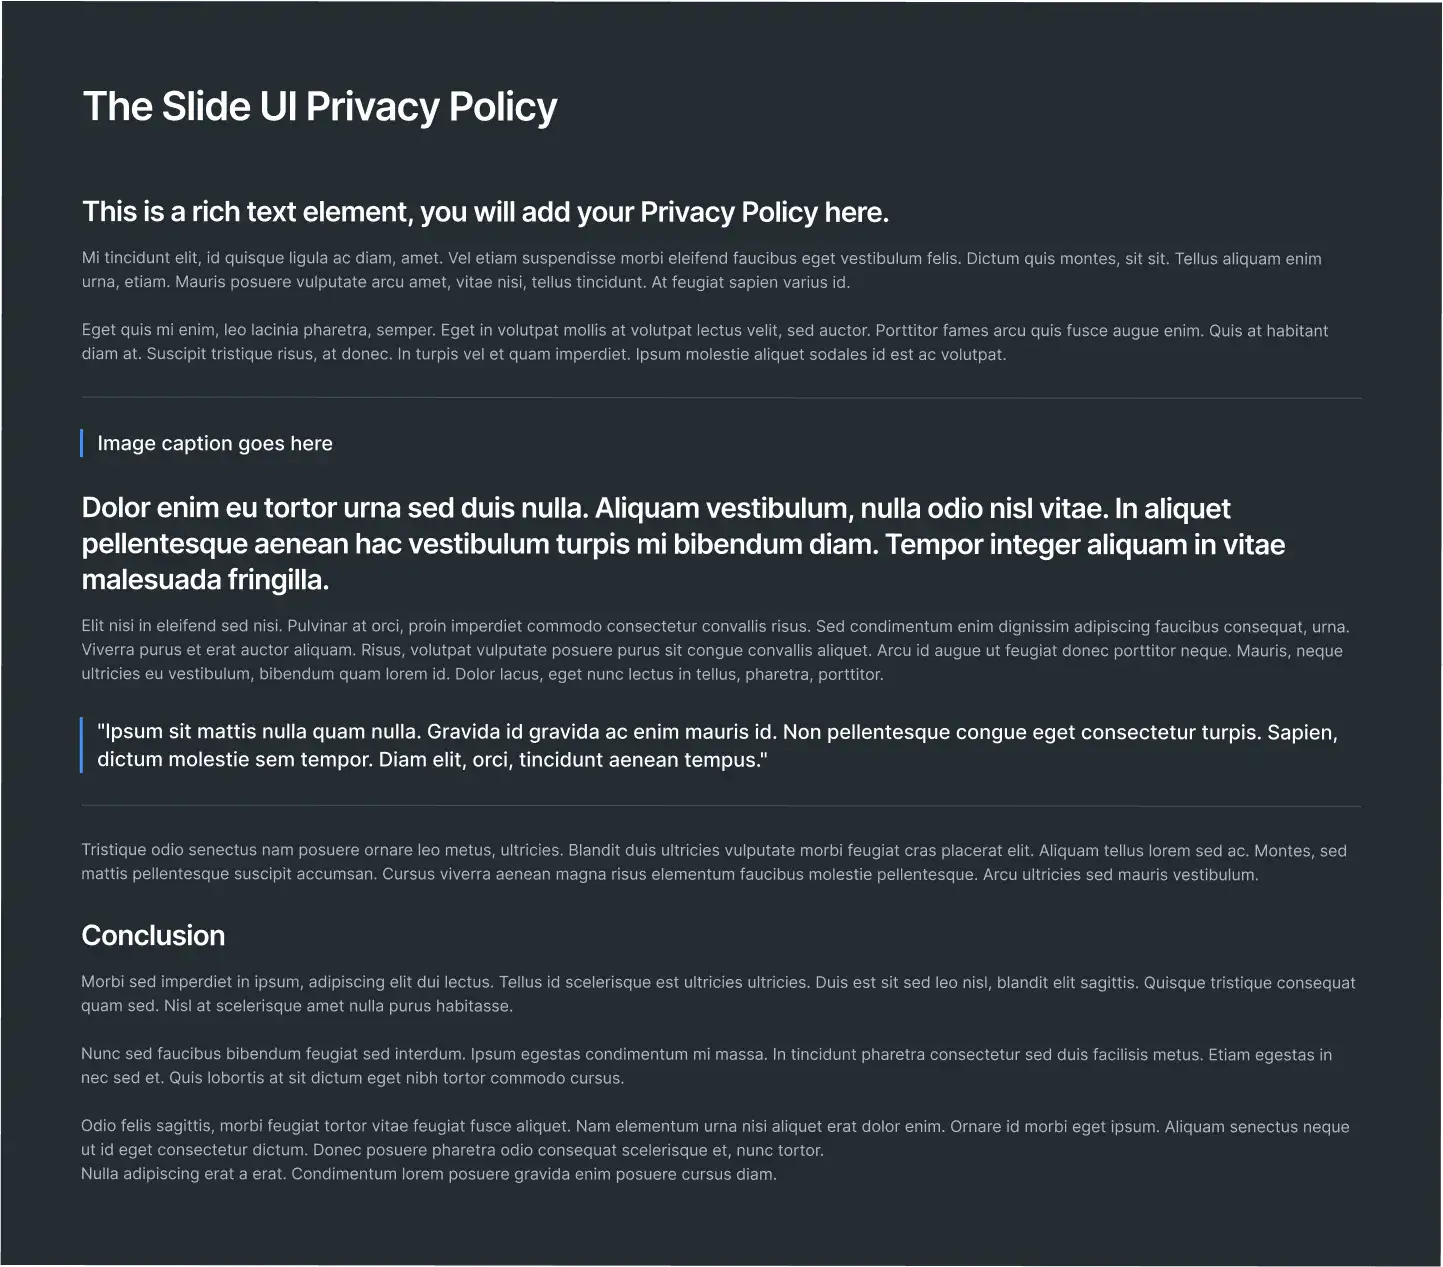 The Slide UI Privacy Policy
This is a rich text element, you will add your Privacy Policy here.
Mi tincidunt elit, id quisque ligula ac diam, amet. Vel etiam suspendisse morbi eleifend faucibus eget vestibulum felis. Dictum quis montes, sit sit. Tellus aliquam enim
urna, etiam. Mauris posuere vulputate arcu amet, vitae nisi, tellus tincidunt. At feugiat sapien varius id.
Eget quis mi enim, leo lacinia pharetra, semper. Eget in volutpat mollis at volutpat lectus velit, sed auctor. Porttitor fames arcu quis fusce augue enim. Quis at habitant
diam at. Suscipit tristique risus, at donec. In turpis vel et quam imperdiet. Ipsum molestie aliquet sodales id est ac volutpat.
Image caption goes here
Dolor enim eu tortor urna sed duis nulla. Aliquam vestibulum, nulla odio nisl vitae. In aliquet
pellentesque aenean hac vestibulum turpis mi bibendum diam. Tempor integer aliquam in vitae
malesuada fringilla.
Elit nisi in eleifend sed nisi. Pulvinar at orci, proin imperdiet commodo consectetur convallis risus. Sed condimentum enim dignissim adipiscing faucibus consequat, urna.
Viverra purus et erat auctor aliquam. Risus, volutpat vulputate posuere purus sit congue convallis aliquet. Arcu id augue ut feugiat donec porttitor neque. Mauris, neque
ultricies eu vestibulum, bibendum quam lorem id. Dolor lacus, eget nunc lectus in tellus, pharetra, porttitor.
"Ipsum sit mattis nulla quam nulla. Gravida id gravida ac enim mauris id. Non pellentesque congue eget consectetur turpis. Sapien,
dictum molestie sem tempor. Diam elit, orci, tincidunt aenean tempus."
Tristique odio senectus nam posuere ornare leo metus, ultricies. Blandit duis ultricies vulputate morbi feugiat cras placerat elit. Aliquam tellus lorem sed ac. Montes, sed
mattis pellentesque suscipit accumsan. Cursus viverra aenean magna risus elementum faucibus molestie pellentesque. Arcu ultricies sed mauris vestibulum.
Conclusion
Morbi sed imperdiet in ipsum, adipiscing elit dui lectus. Tellus id scelerisque est ultricies ultricies. Duis est sit sed leo nisl, blandit elit sagittis. Quisque tristique consequat
quam sed. Nisl at scelerisque amet nulla purus habitasse.
Nunc sed faucibus bibendum feugiat sed interdum. Ipsum egestas condimentum mi massa. In tincidunt pharetra consectetur sed duis facilisis metus. Etiam egestas in
nec sed et. Quis lobortis at sit dictum eget nibh tortor commodo cursus.
Odio felis sagittis, morbi feugiat tortor vitae feugiat fusce aliquet. Nam elementum urna nisi aliquet erat dolor enim. Ornare id morbi eget ipsum. Aliquam senectus neque
ut id eget consectetur dictum. Donec posuere pharetra odio consequat scelerisque et, nunc tortor.
Nulla adipiscing erat a erat. Condimentum lorem posuere gravida enim posuere cursus diam.